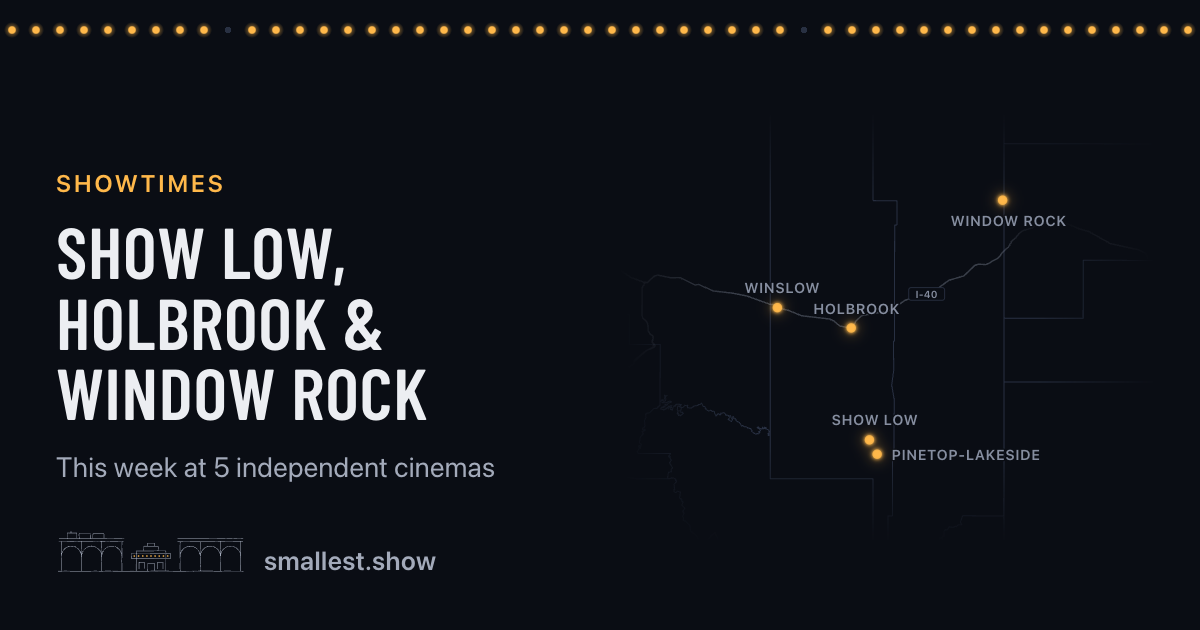 SHOWTIMES
SHOW LOW,
HOLBROOK &
WINDOW ROCK
This week at 5 independent cinemas
smallest.show
WINDOW ROCK
WINSLOW
I-40
HOLBROOK
SHOW LOW
PINETOP-LAKESIDE